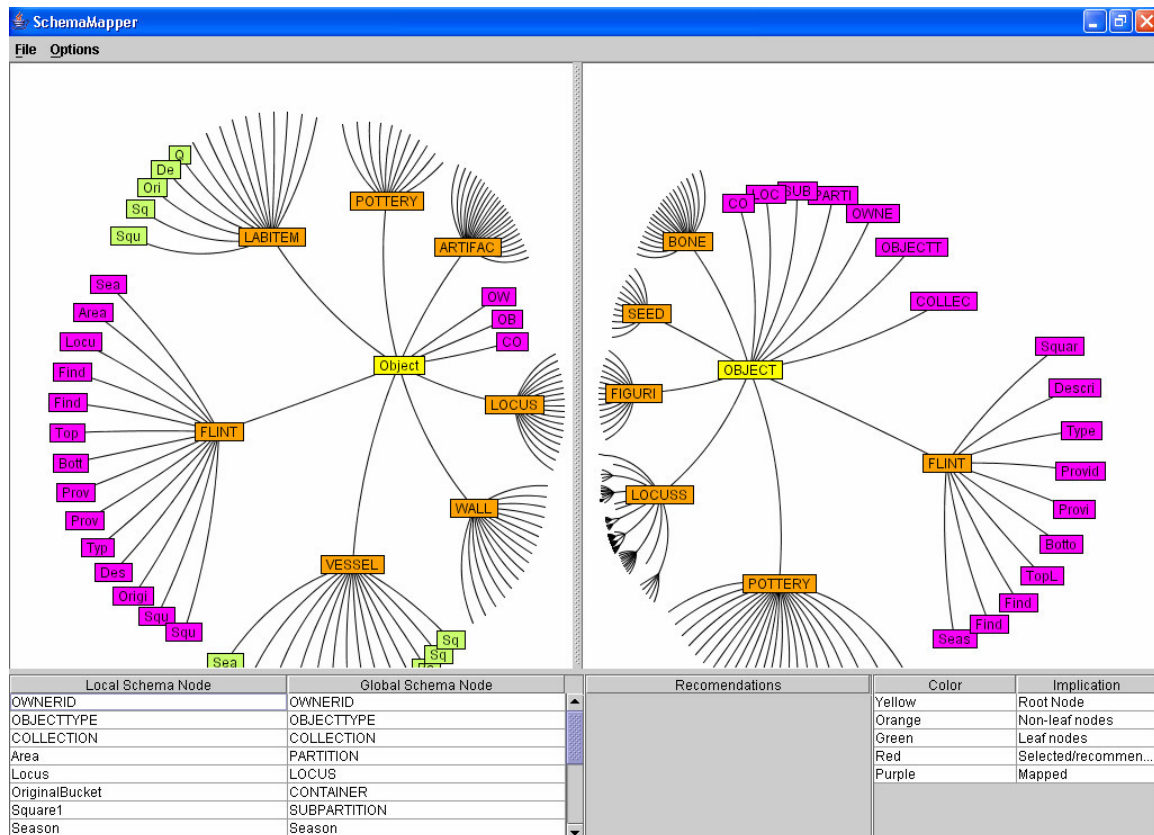 SchemaMapper
File Options
Q
De
Ori
Sq
Squ
LABITEM
POTTERY
ARTIFAC
Sea
Area
Locu
Find
Find
Top
Bott
Prov
Prov
Typ
Des
Origi
Squ
Squ
FLINT
OW
OB
CO
Object
LOCUS
WALL
VESSEL
Sea
Sq
Sq
BONE
SEED
FIGURI
LOCUSS
POTTERY
OBJECT
CO
LOC
SUB
PARTI
OWNE
OBJECTT
COLLEC
FLINT
Squar
Descri
Type
Provid
Provi
Botto
TopL
Find
Find
Seas
Local Schema Node Global Schema Node
OWNERID OWNERID
OBJECTTYPE OBJECTTYPE
COLLECTION COLLECTION
Area PARTITION
Locus LOCUS
OriginalBucket CONTAINER
Square1 SUBPARTITION
Season Season
Recomendations
Color Implication
Yellow Root Node
Orange Non-leaf nodes
Green Leaf nodes
Red Selected/recommen...
Purple Mapped